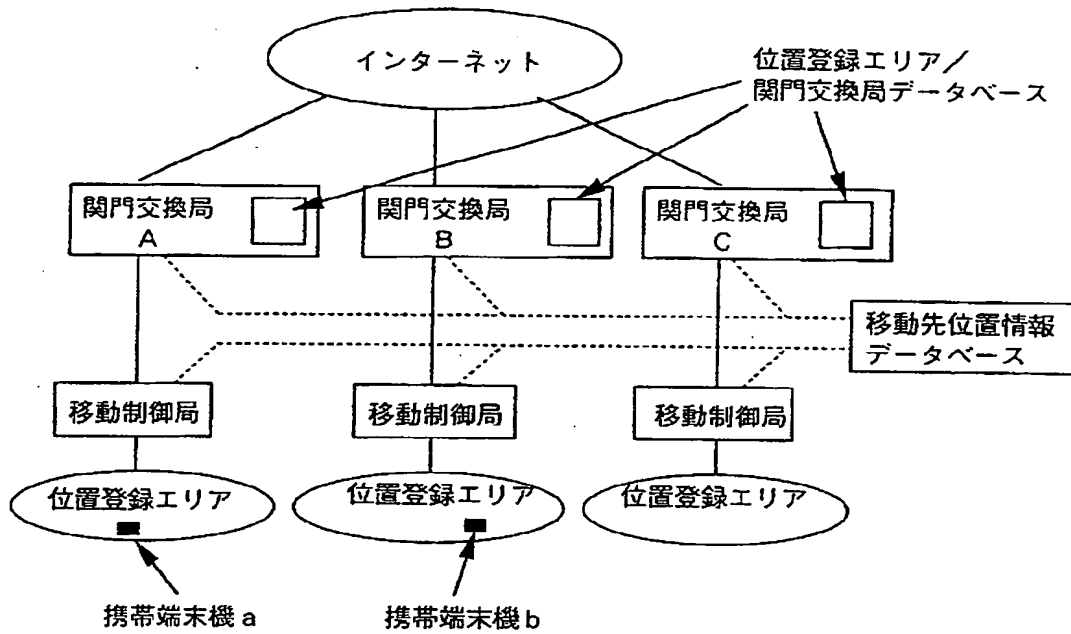 インターネット
位置登録エリア／
関門交換局データベース
関門交換局
A
関門交換局
B
関門交換局
C
移動先位置情報
データベース
移動制御局
移動制御局
移動制御局
位置登録エリア
位置登録エリア
位置登録エリア
携帯端末機a
携帯端末機b